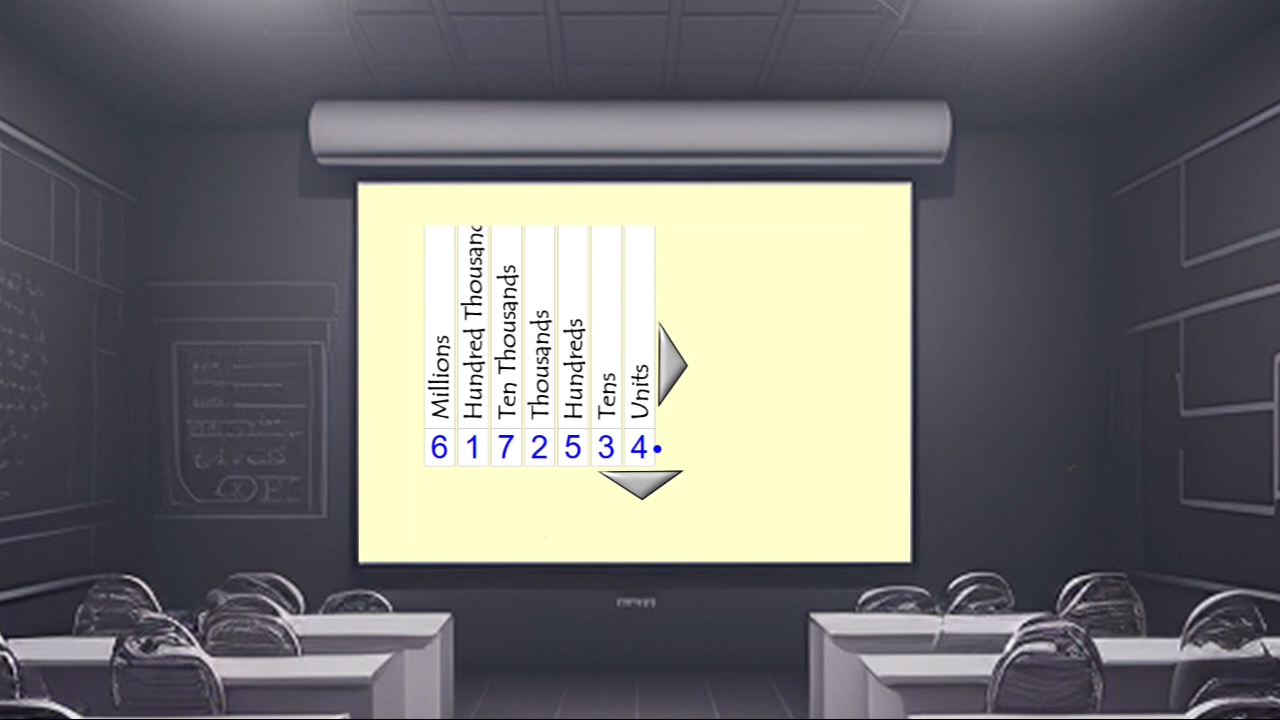 Millions
Hundred Thousand
Ten Thousands
Thousands
Hundreds
Tens
Units
6 1 7 2 5 3 4 •